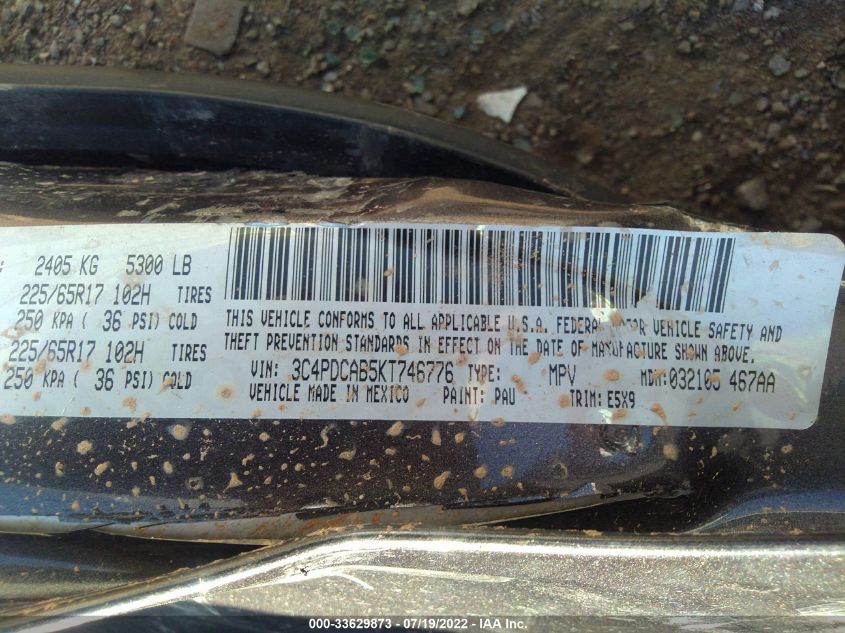 : 2405 KG 5300 LB
225/65R17 102H TIRES
250 KPA ( 36 PSI) COLD
225/65R17 102H TIRES
250 KPA ( 36 PSI) COLD
THIS VEHICLE CONFORMS TO ALL APPLICABLE U.S.A. FEDERAL MOTOR VEHICLE SAFETY AND
THEFT PREVENTION STANDARDS IN EFFECT ON THE DATE OF MANUFACTURE SHOWN ABOVE.
VIN: 3C4PDCAB5KT746776 TYPE: MPV MDH: 032105 467AA
VEHICLE MADE IN MEXICO PAINT: PAU TRIM: E5X9
000-33629873 - 07/19/2022 - IAA Inc.